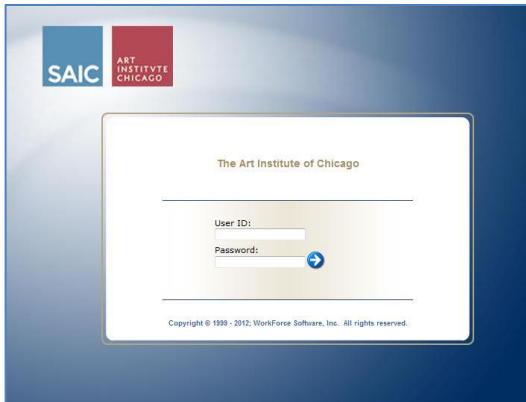 SAIC
ART
INSTITVTE
CHICAGO
The Art Institute of Chicago
User ID:
Password:
Copyright © 1999 - 2012; WorkForce Software, Inc. All rights reserved.